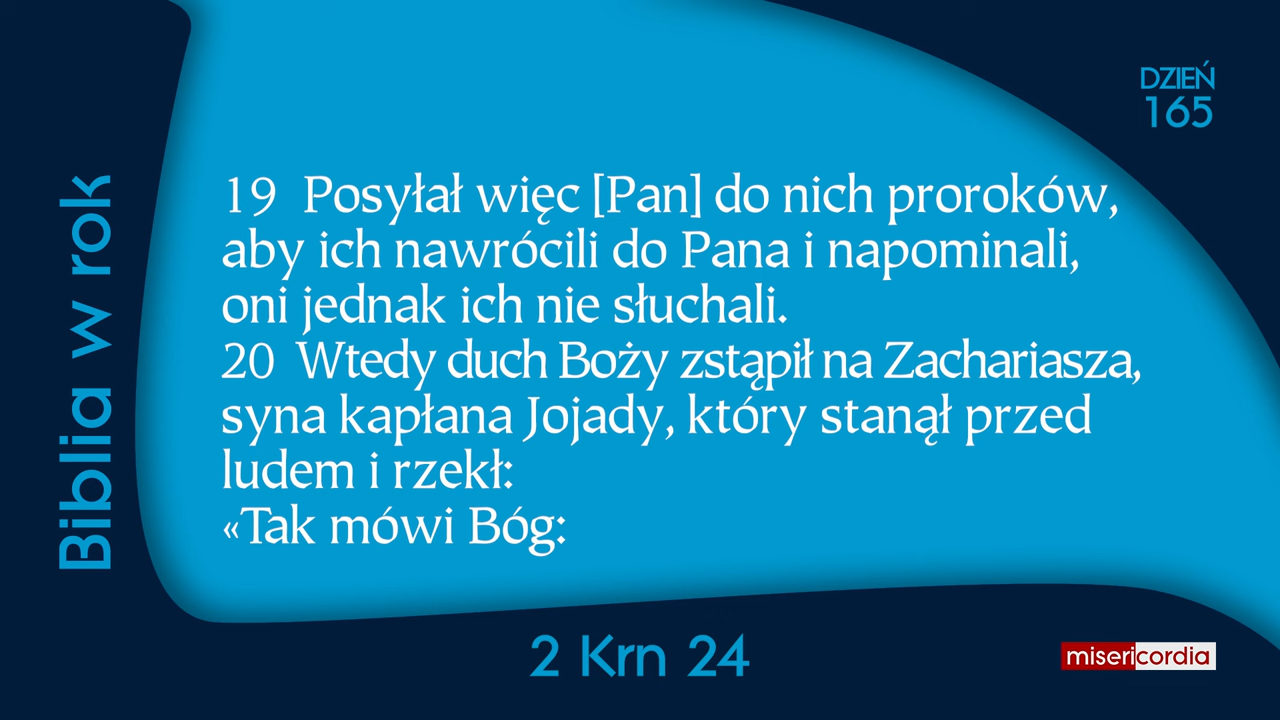 DZIEŃ
165
Biblia w rok
19 Posyłał więc [Pan] do nich proroków,
aby ich nawrócili do Pana i napominali,
oni jednak ich nie słuchali.
20 Wtedy duch Boży zstąpił na Zachariasza,
syna kapłana Jojady, który stanął przed
ludem i rzekł:
«Tak mówi Bóg:
2 Krn 24
misericordia